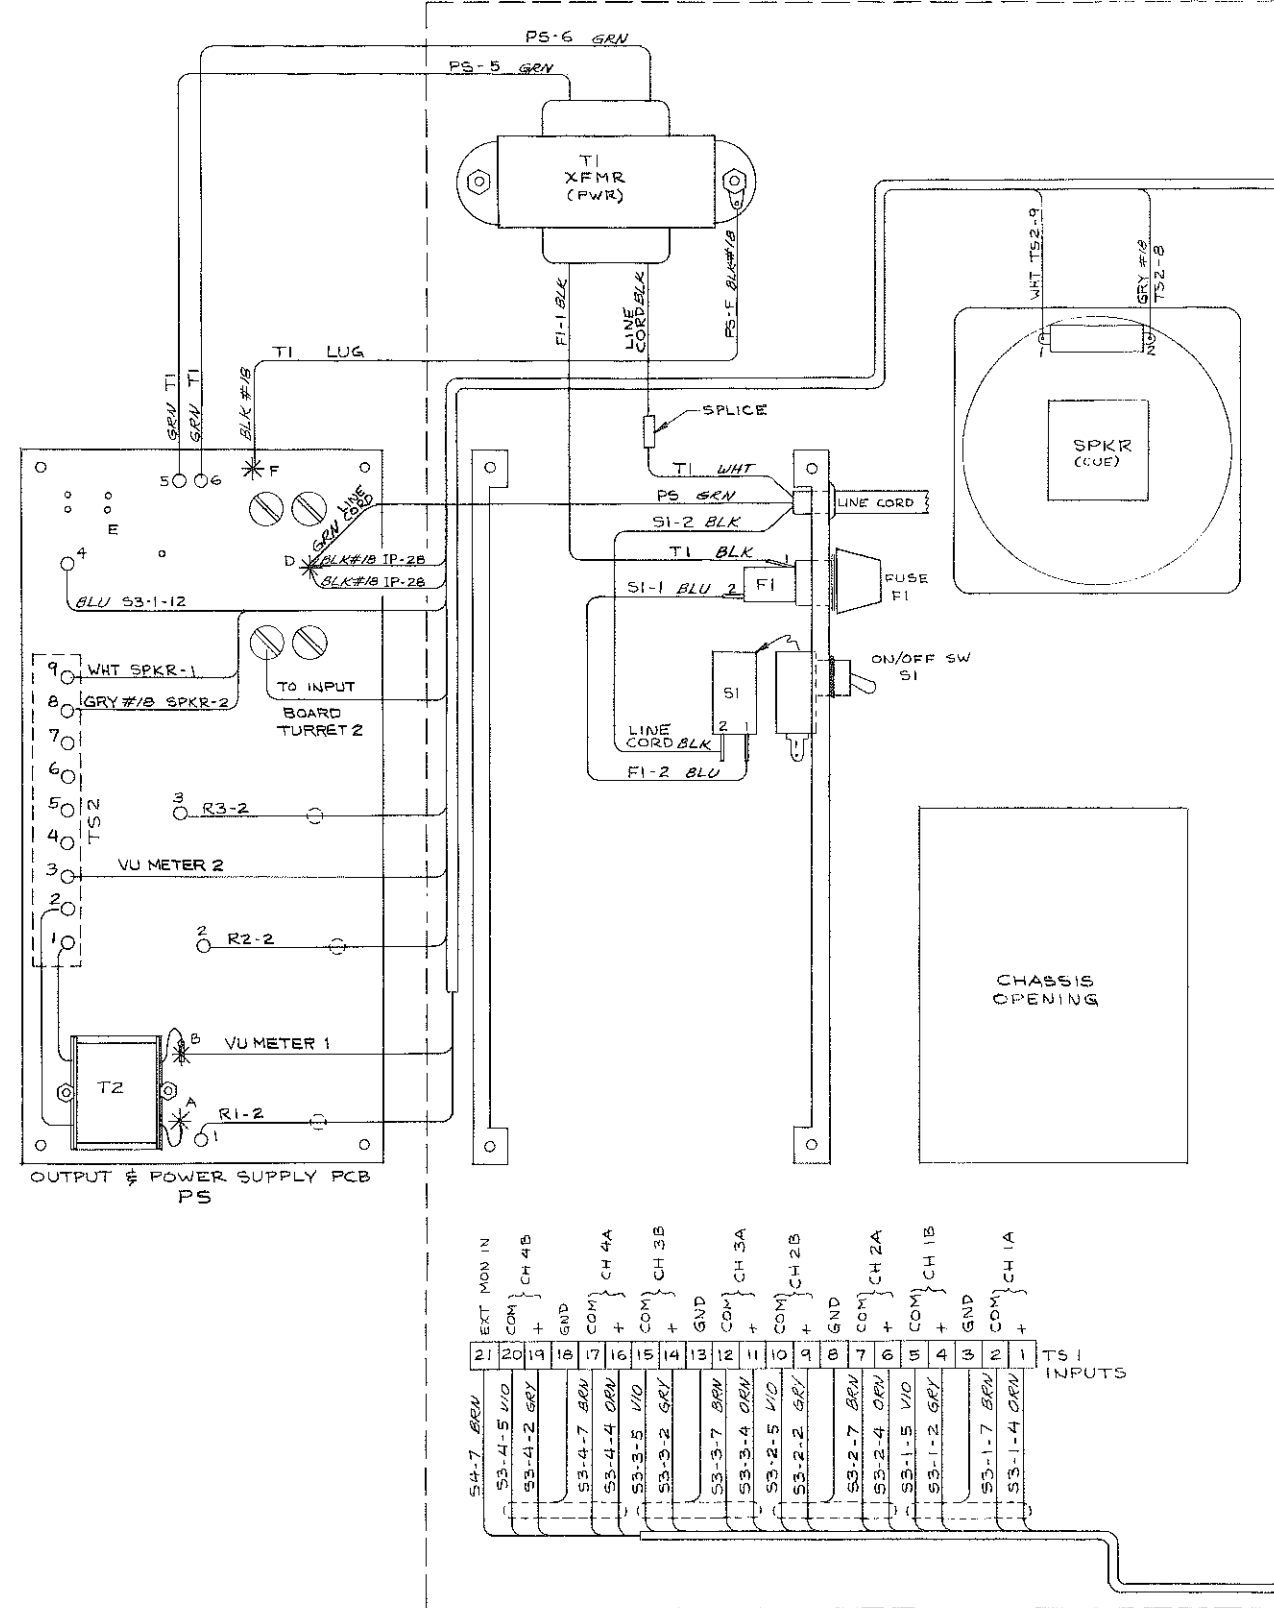 PS-6 GRN
PS-5 GRN
T1
XFMR
(PWR)
WHT TS2-9
GRY #18
TS2-8
F1-1 BLK
LINE
CORD BLK
PS-F BLK#18
T1 LUG
GRN T1
GRN T1
BLK #18
1
2
SPLICE
SPKR
(CUE)
5
6
F
T1 WHT
LINE
GRN CORD
PS GRN
LINE CORD
E
S1-2 BLK
4
D
BLK#18 IP-28
BLK#18 IP-28
T1 BLK
1
FUSE
F1
S1-1 BLU
2
F1
BLU S3-1-12
9
WHT SPKR-1
8
GRY #18 SPKR-2
7
6
5
4
3
2
1
TS2
TO INPUT
BOARD
TURRET 2
ON/OFF SW
S1
S1
2
1
LINE
CORD BLK
F1-2 BLU
3
R3-2
VU METER 2
2
R2-2
CHASSIS
OPENING
B
VU METER 1
T2
A
R1-2
1
OUTPUT & POWER SUPPLY PCB
PS
EXT MON IN
COM
+
CH 4B
GND
COM
+
CH 4A
COM
+
CH 3B
GND
COM
+
CH 3A
COM
+
CH 2B
GND
COM
+
CH 2A
COM
+
CH 1B
GND
COM
+
CH 1A
21 20 19 18 17 16 15 14 13 12 11 10 9 8 7 6 5 4 3 2 1
TS1
INPUTS
S4-7 BRN
S3-4-5 VIO
S3-4-2 GRY
S3-4-7 BRN
S3-4-4 ORN
S3-3-5 VIO
S3-3-2 GRY
S3-3-7 BRN
S3-3-4 ORN
S3-2-5 VIO
S3-2-2 GRY
S3-2-7 BRN
S3-2-4 ORN
S3-1-5 VIO
S3-1-2 GRY
S3-1-7 BRN
S3-1-4 ORN